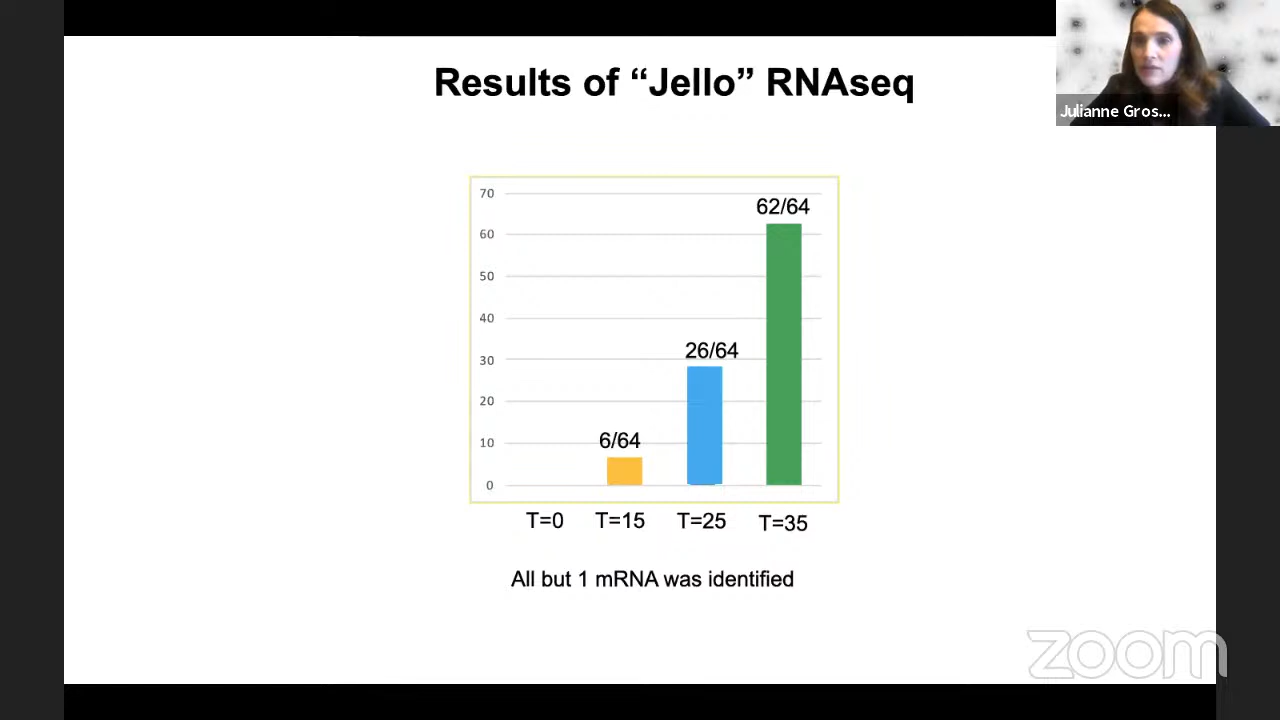 Results of “Jello” RNAseq
Julianne Gros...
70
60
50
40
30
20
10
0
62/64
26/64
6/64
T=0 T=15 T=25 T=35
All but 1 mRNA was identified
zoom